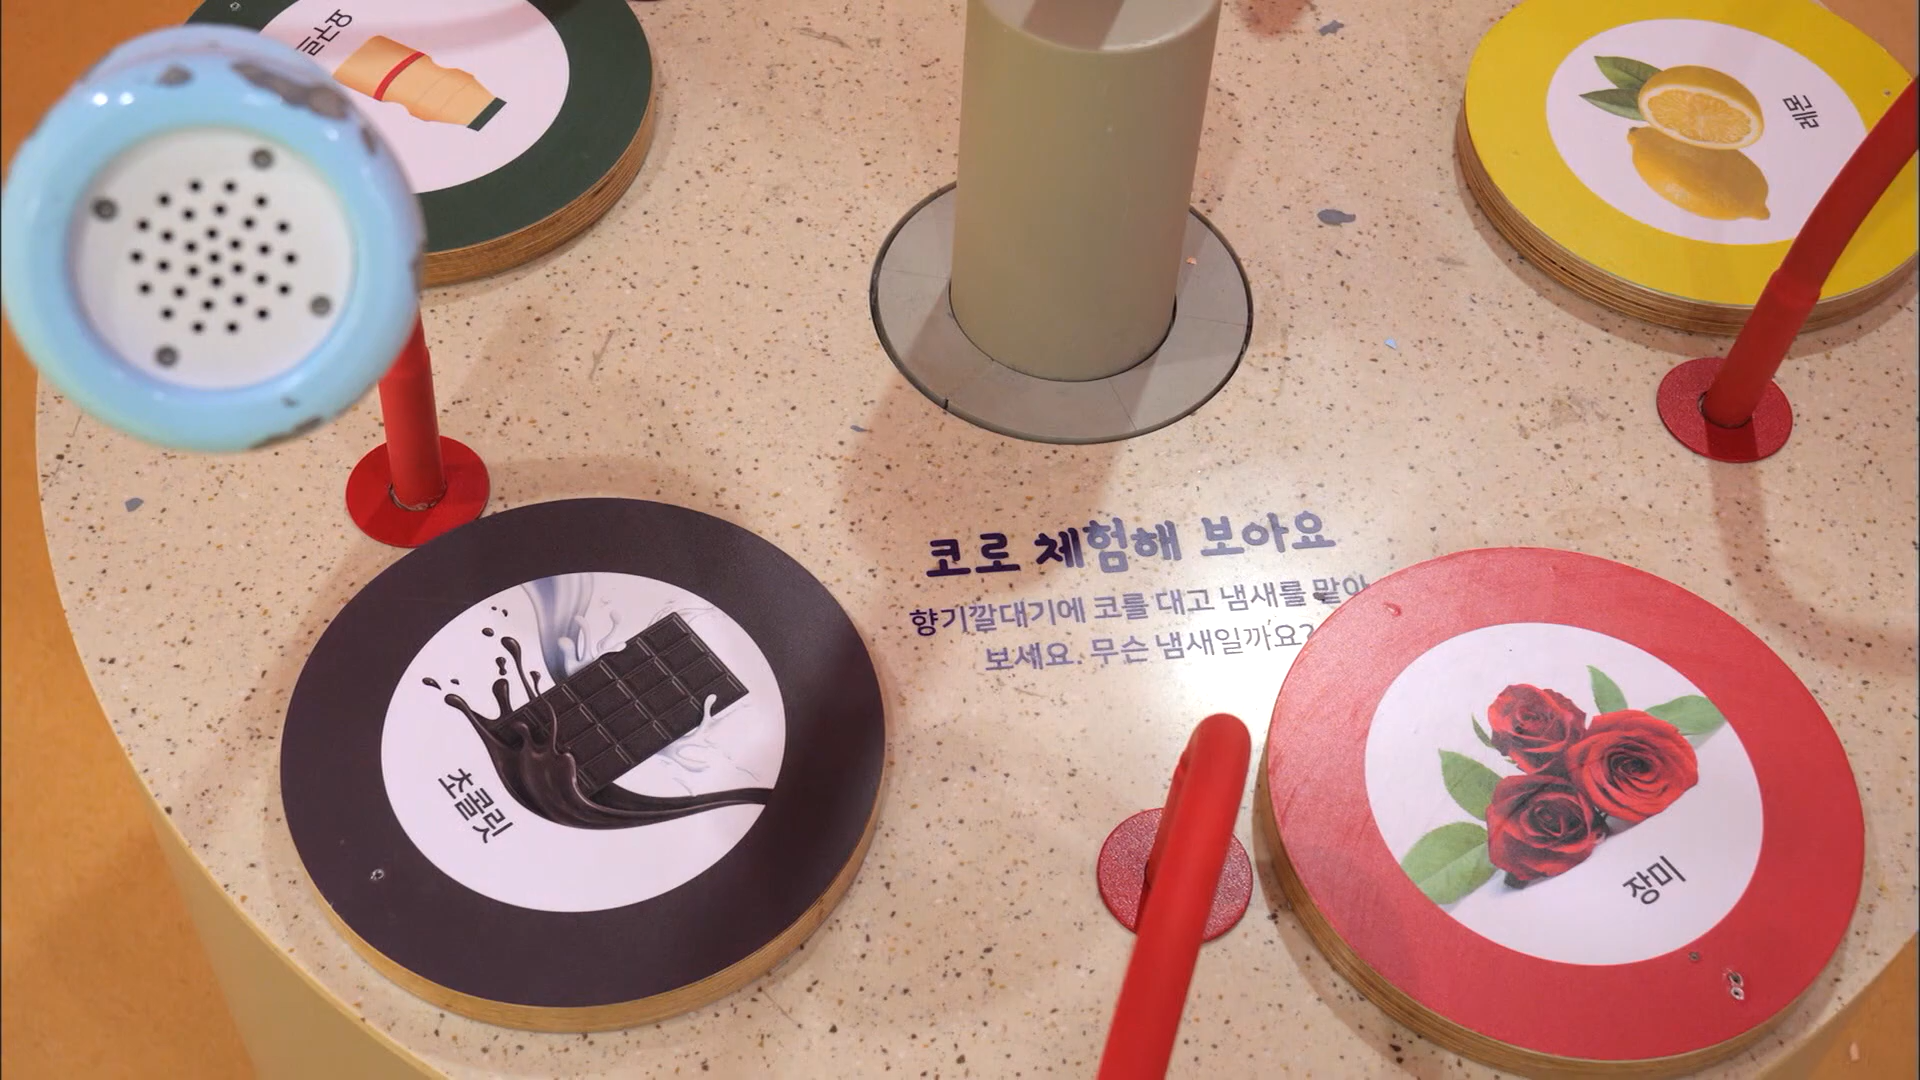 레몬
코로 체험해 보아요
향기깔대기에 코를 대고 냄새를 맡아
보세요. 무슨 냄새일까요?
초콜릿
장미